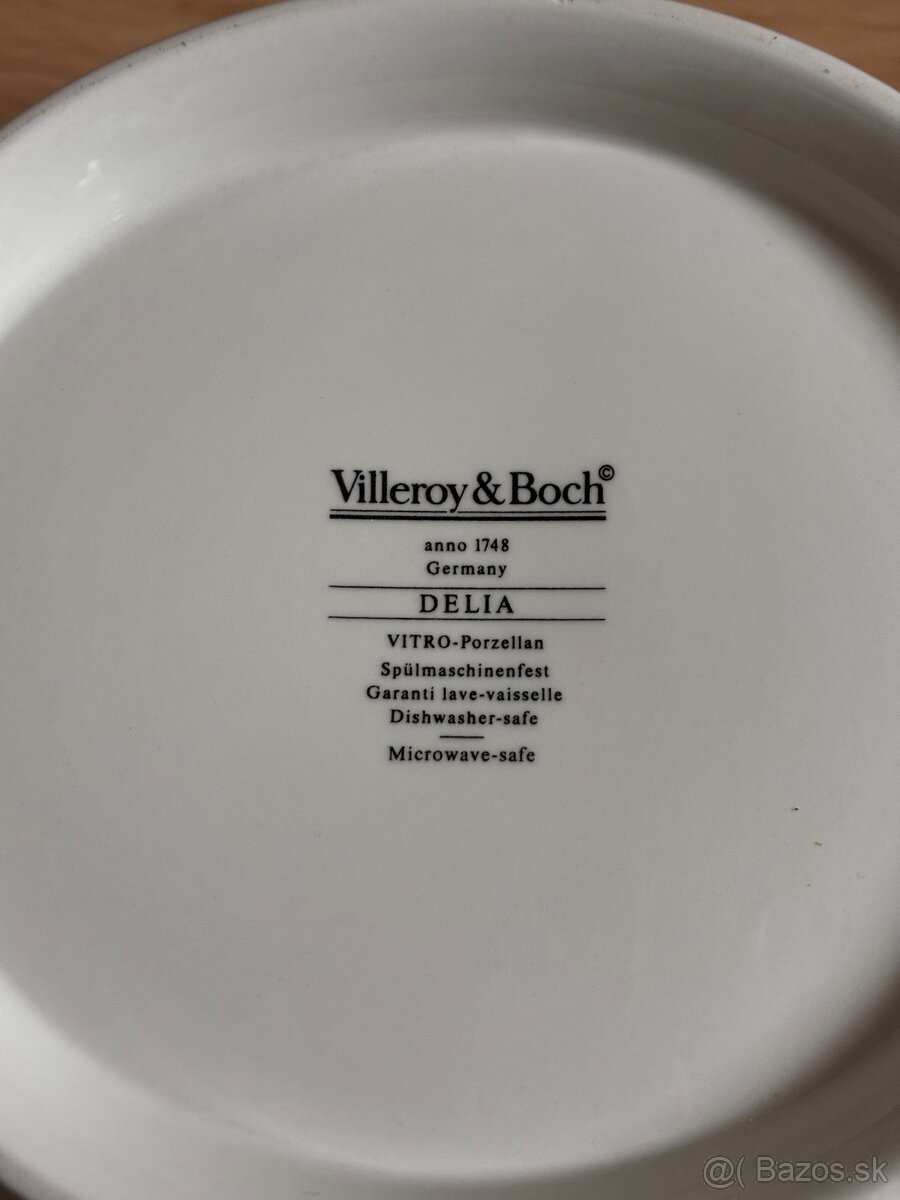 Villeroy & Boch©
anno 1748
Germany
DELIA
VITRO-Porzellan
Spülmaschinenfest
Garanti lave-vaisselle
Dishwasher-safe
Microwave-safe
@( Bazos.sk